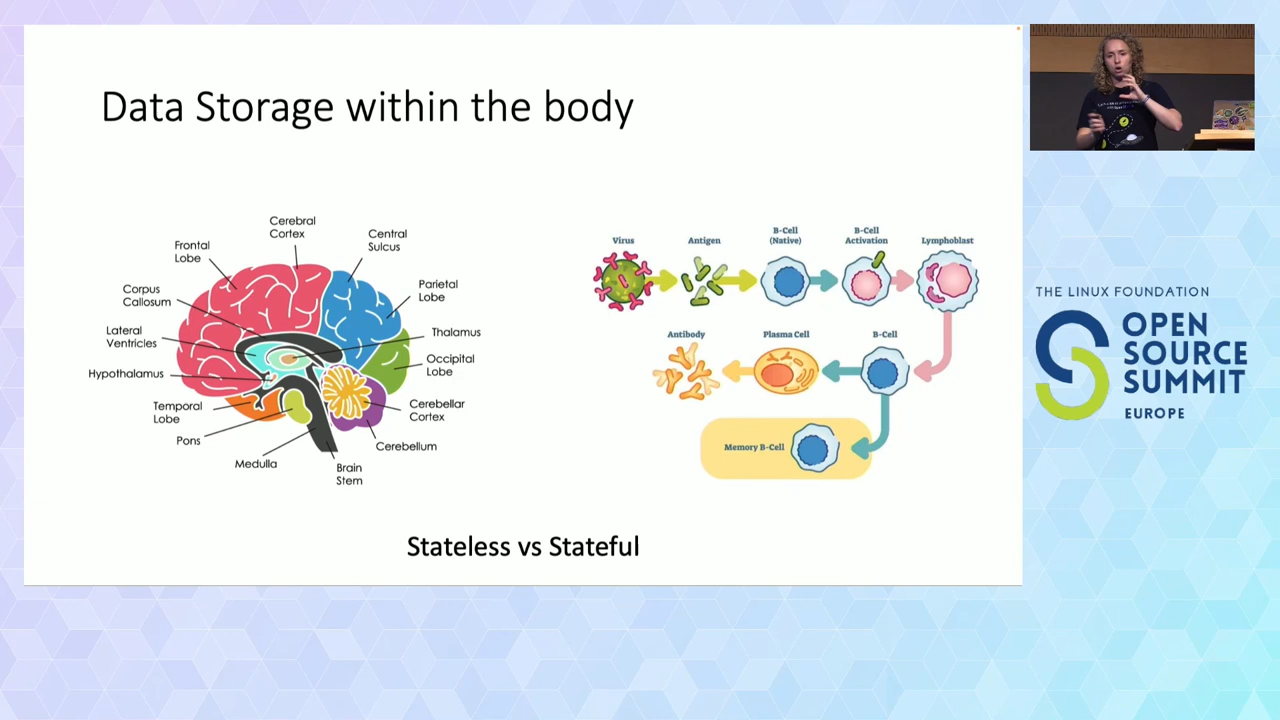 Data Storage within the body
Cerebral
Cortex
Central
Sulcus
Frontal
Lobe
Parietal
Lobe
Corpus
Callosum
Thalamus
Lateral
Ventricles
Occipital
Lobe
Hypothalamus
Temporal
Lobe
Cerebellar
Cortex
Pons
Cerebellum
Medulla
Brain
Stem
Virus
Antigen
B-Cell
(Native)
B-Cell
Activation
Lymphoblast
Antibody
Plasma Cell
B-Cell
Memory B-Cell
Stateless vs Stateful
THE LINUX FOUNDATION
OPEN
SOURCE
SUMMIT
EUROPE